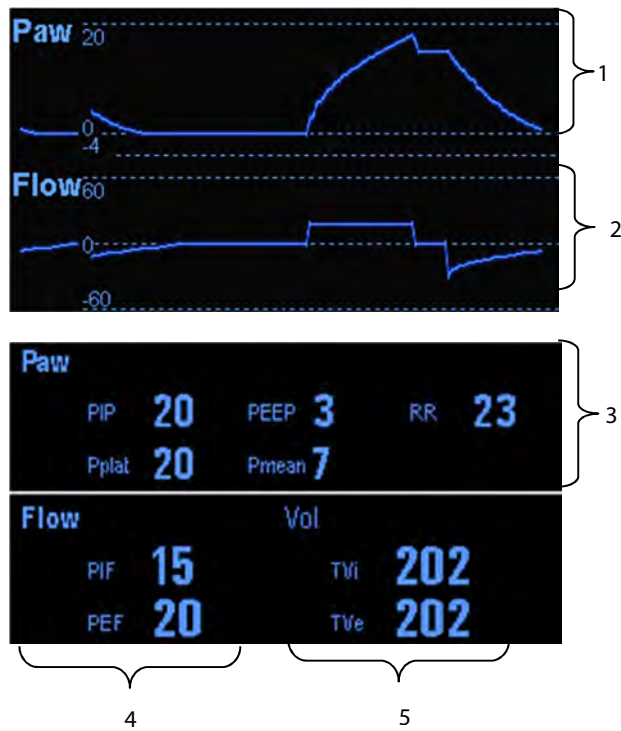 Paw 20
0
-4
1
Flow 60
0
-60
2
Paw
PIP 20 PEEP 3 RR 23
Pplat 20 Pmean 7
3
Flow Vol
PIF 15 TVi 202
PEF 20 TVe 202
4 5